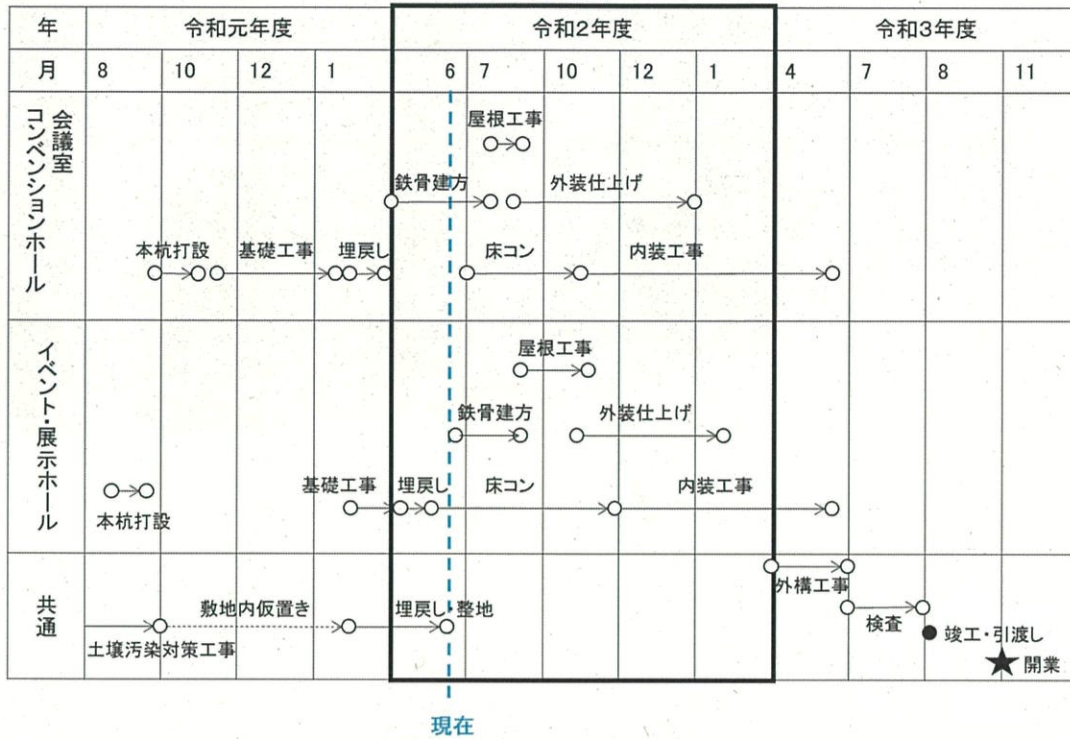 年 令和元年度 令和2年度 令和3年度
月 8 10 12 1 6 7 10 12 1 4 7 8 11
会議室
コンベンションホール
屋根工事
鉄骨建方 外装仕上げ
本杭打設 基礎工事 埋戻し 床コン 内装工事
イベント・展示ホール
屋根工事
鉄骨建方 外装仕上げ
基礎工事 埋戻し 床コン 内装工事
本杭打設
共通
外構工事
敷地内仮置き 埋戻し・整地 検査
土壌汚染対策工事 竣工・引渡し
開業
現在